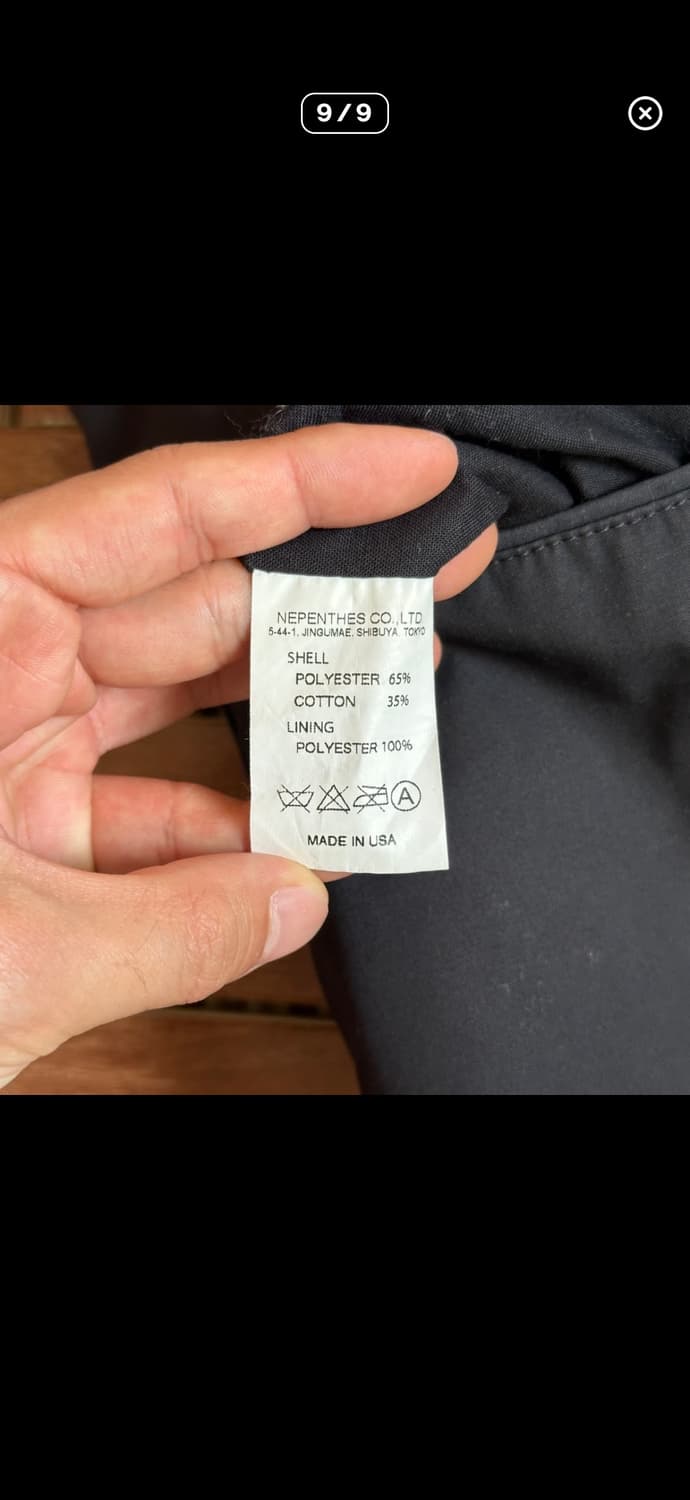 9/9
NEPENTHES CO.,LTD
5-44-1, JINGUMAE, SHIBUYA, TOKYO
SHELL
POLYESTER 65%
COTTON 35%
LINING
POLYESTER 100%
A
MADE IN USA